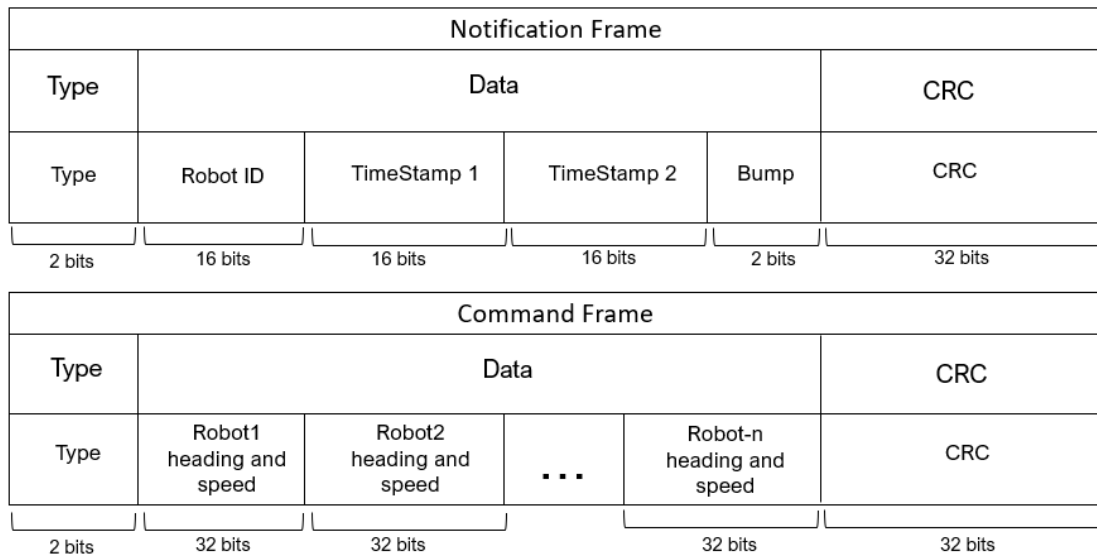 Notification Frame
Type Data CRC
Type Robot ID TimeStamp 1 TimeStamp 2 Bump CRC
2 bits 16 bits 16 bits 16 bits 2 bits 32 bits
Command Frame
Type Data CRC
Type Robot1 heading and speed Robot2 heading and speed ... Robot-n heading and speed CRC
2 bits 32 bits 32 bits 32 bits 32 bits